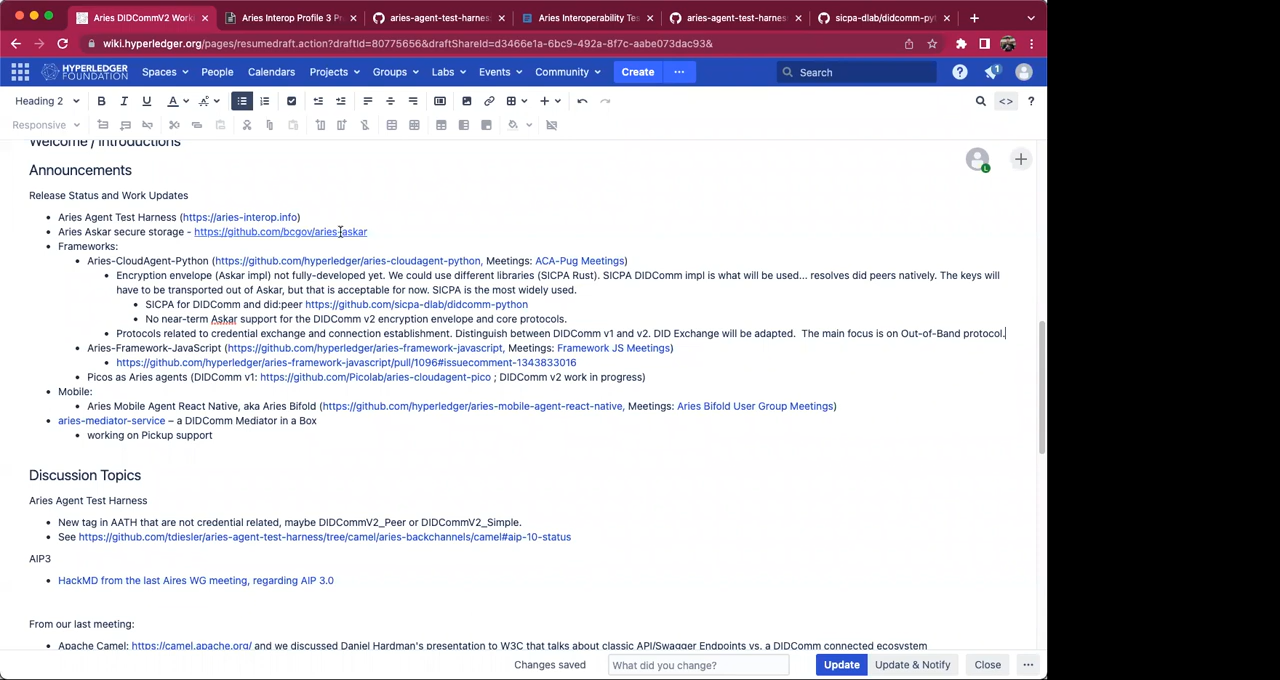 Aries DIDCommV2 Work
Aries Interop Profile 3 Pr
aries-agent-test-harness
Aries Interoperability Tes
aries-agent-test-harness
sicpa-dlab/didcomm-pyt
wiki.hyperledger.org/pages/resumedraft.action?draftId=80775656&draftShareId=d3466e1a-6bc9-492a-8f7c-aabe073dac93&
HYPERLEDGER FOUNDATION
Spaces
People
Calendars
Projects
Groups
Labs
Events
Community
Create
Search
1
Heading 2
Responsive
Welcome / Introductions
Announcements
Release Status and Work Updates
Aries Agent Test Harness (https://aries-interop.info)
Aries Askar secure storage - https://github.com/bcgov/aries-askar
Frameworks:
Aries-CloudAgent-Python (https://github.com/hyperledger/aries-cloudagent-python, Meetings: ACA-Pug Meetings)
Encryption envelope (Askar impl) not fully-developed yet. We could use different libraries (SICPA Rust). SICPA DIDComm impl is what will be used... resolves did peers natively. The keys will
have to be transported out of Askar, but that is acceptable for now. SICPA is the most widely used.
SICPA for DIDComm and did:peer https://github.com/sicpa-dlab/didcomm-python
No near-term Askar support for the DIDComm v2 encryption envelope and core protocols.
Protocols related to credential exchange and connection establishment. Distinguish between DIDComm v1 and v2. DID Exchange will be adapted. The main focus is on Out-of-Band protocol.
Aries-Framework-JavaScript (https://github.com/hyperledger/aries-framework-javascript, Meetings: Framework JS Meetings)
https://github.com/hyperledger/aries-framework-javascript/pull/1096#issuecomment-1343833016
Picos as Aries agents (DIDComm v1: https://github.com/Picolab/aries-cloudagent-pico ; DIDComm v2 work in progress)
Mobile:
Aries Mobile Agent React Native, aka Aries Bifold (https://github.com/hyperledger/aries-mobile-agent-react-native, Meetings: Aries Bifold User Group Meetings)
aries-mediator-service – a DIDComm Mediator in a Box
working on Pickup support
Discussion Topics
Aries Agent Test Harness
New tag in AATH that are not credential related, maybe DIDCommV2_Peer or DIDCommV2_Simple.
See https://github.com/tdiesler/aries-agent-test-harness/tree/camel/aries-backchannels/camel#aip-10-status
AIP3
HackMD from the last Aires WG meeting, regarding AIP 3.0
From our last meeting:
Apache Camel: https://camel.apache.org/ and we discussed Daniel Hardman's presentation to W3C that talks about classic API/Swagger Endpoints vs. a DIDComm connected ecosystem
Changes saved
What did you change?
Update
Update & Notify
Close